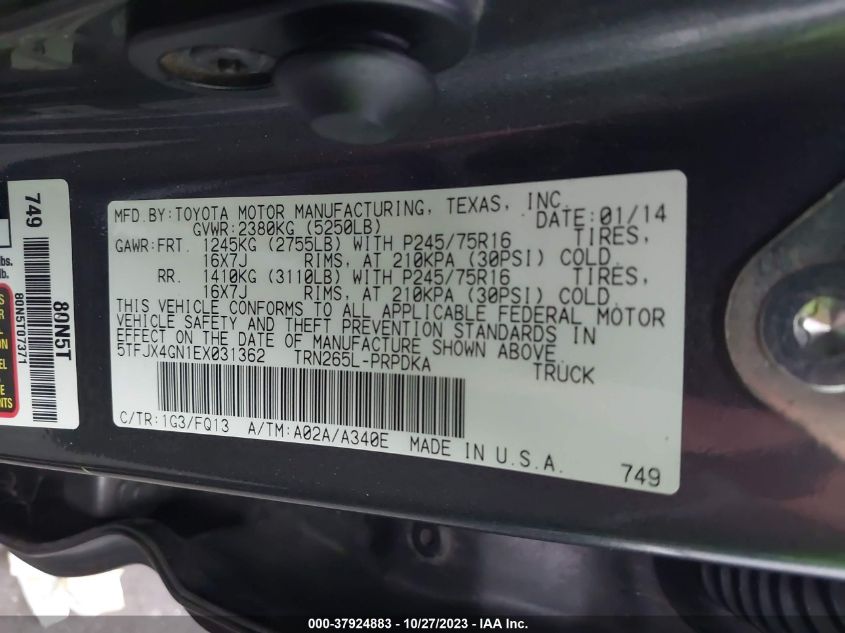 MFD.BY:TOYOTA MOTOR MANUFACTURING, TEXAS, INC.
GVWR:2380KG (5250LB) DATE:01/14
GAWR:FRT. 1245KG (2755LB) WITH P245/75R16 TIRES,
16X7J RIMS, AT 210KPA (30PSI) COLD.
RR. 1410KG (3110LB) WITH P245/75R16 TIRES,
16X7J RIMS, AT 210KPA (30PSI) COLD.
THIS VEHICLE CONFORMS TO ALL APPLICABLE FEDERAL MOTOR
VEHICLE SAFETY AND THEFT PREVENTION STANDARDS IN
EFFECT ON THE DATE OF MANUFACTURE SHOWN ABOVE.
5TFJX4GN1EX031362 TRN265L-PRPDKA TRUCK
C/TR:1G3/FQ13 A/TM:A02A/A340E MADE IN U.S.A.
749
749
80N5T
80N5T07371
lbs.
lb.
000-37924883 - 10/27/2023 - IAA Inc.